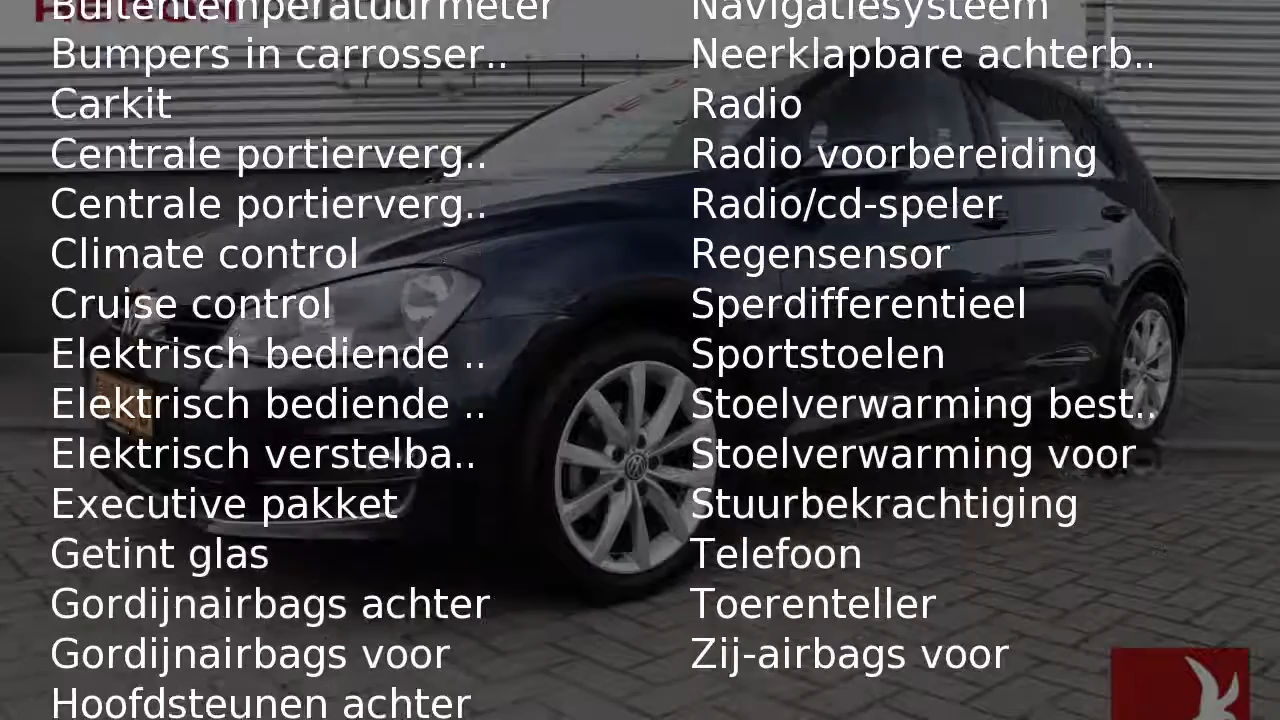 Buitentemperatuurmeter
Bumpers in carrosser..
Carkit
Centrale portierverg..
Centrale portierverg..
Climate control
Cruise control
Elektrisch bediende ..
Elektrisch bediende ..
Elektrisch verstelba..
Executive pakket
Getint glas
Gordijnairbags achter
Gordijnairbags voor
Hoofdsteunen achter
Navigatiesysteem
Neerklapbare achterb..
Radio
Radio voorbereiding
Radio/cd-speler
Regensensor
Sperdifferentieel
Sportstoelen
Stoelverwarming best..
Stoelverwarming voor
Stuurbekrachtiging
Telefoon
Toerenteller
Zij-airbags voor